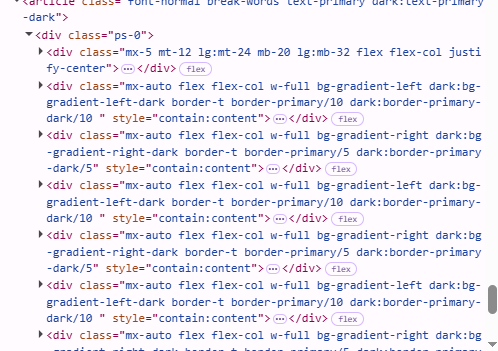 <article class="font-normal break-words text-primary dark:text-primary
-dark">
<div class="ps-0">
<div class="mx-5 mt-12 lg:mt-24 mb-20 lg:mb-32 flex flex-col justi
fy-center"> ⋯ </div> flex
<div class="mx-auto flex flex-col w-full bg-gradient-left dark:bg-
gradient-left-dark border-t border-primary/10 dark:border-primary-
dark/10 " style="contain:content"> ⋯ </div> flex
<div class="mx-auto flex flex-col w-full bg-gradient-right dark:bg
-gradient-right-dark border-t border-primary/5 dark:border-primary
-dark/5" style="contain:content"> ⋯ </div> flex
<div class="mx-auto flex flex-col w-full bg-gradient-left dark:bg-
gradient-left-dark border-t border-primary/10 dark:border-primary-
dark/10 " style="contain:content"> ⋯ </div> flex
<div class="mx-auto flex flex-col w-full bg-gradient-right dark:bg
-gradient-right-dark border-t border-primary/5 dark:border-primary
-dark/5" style="contain:content"> ⋯ </div> flex
<div class="mx-auto flex flex-col w-full bg-gradient-left dark:bg-
gradient-left-dark border-t border-primary/10 dark:border-primary-
dark/10 " style="contain:content"> ⋯ </div> flex
<div class="mx-auto flex flex-col w-full bg-gradient-right dark:bg